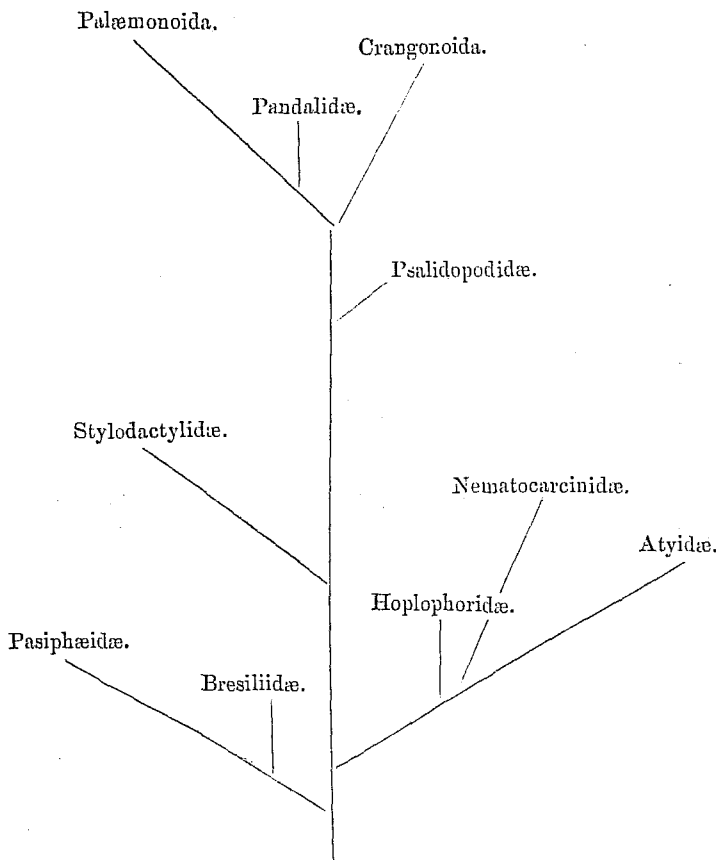 Palæmonoida.
Crangonoida.
Pandalidæ.
Psalidopodidæ.
Stylodactylidæ.
Nematocarcinidæ.
Atyidæ.
Hoplophoridæ.
Pasiphæidæ.
Bresiliidæ.